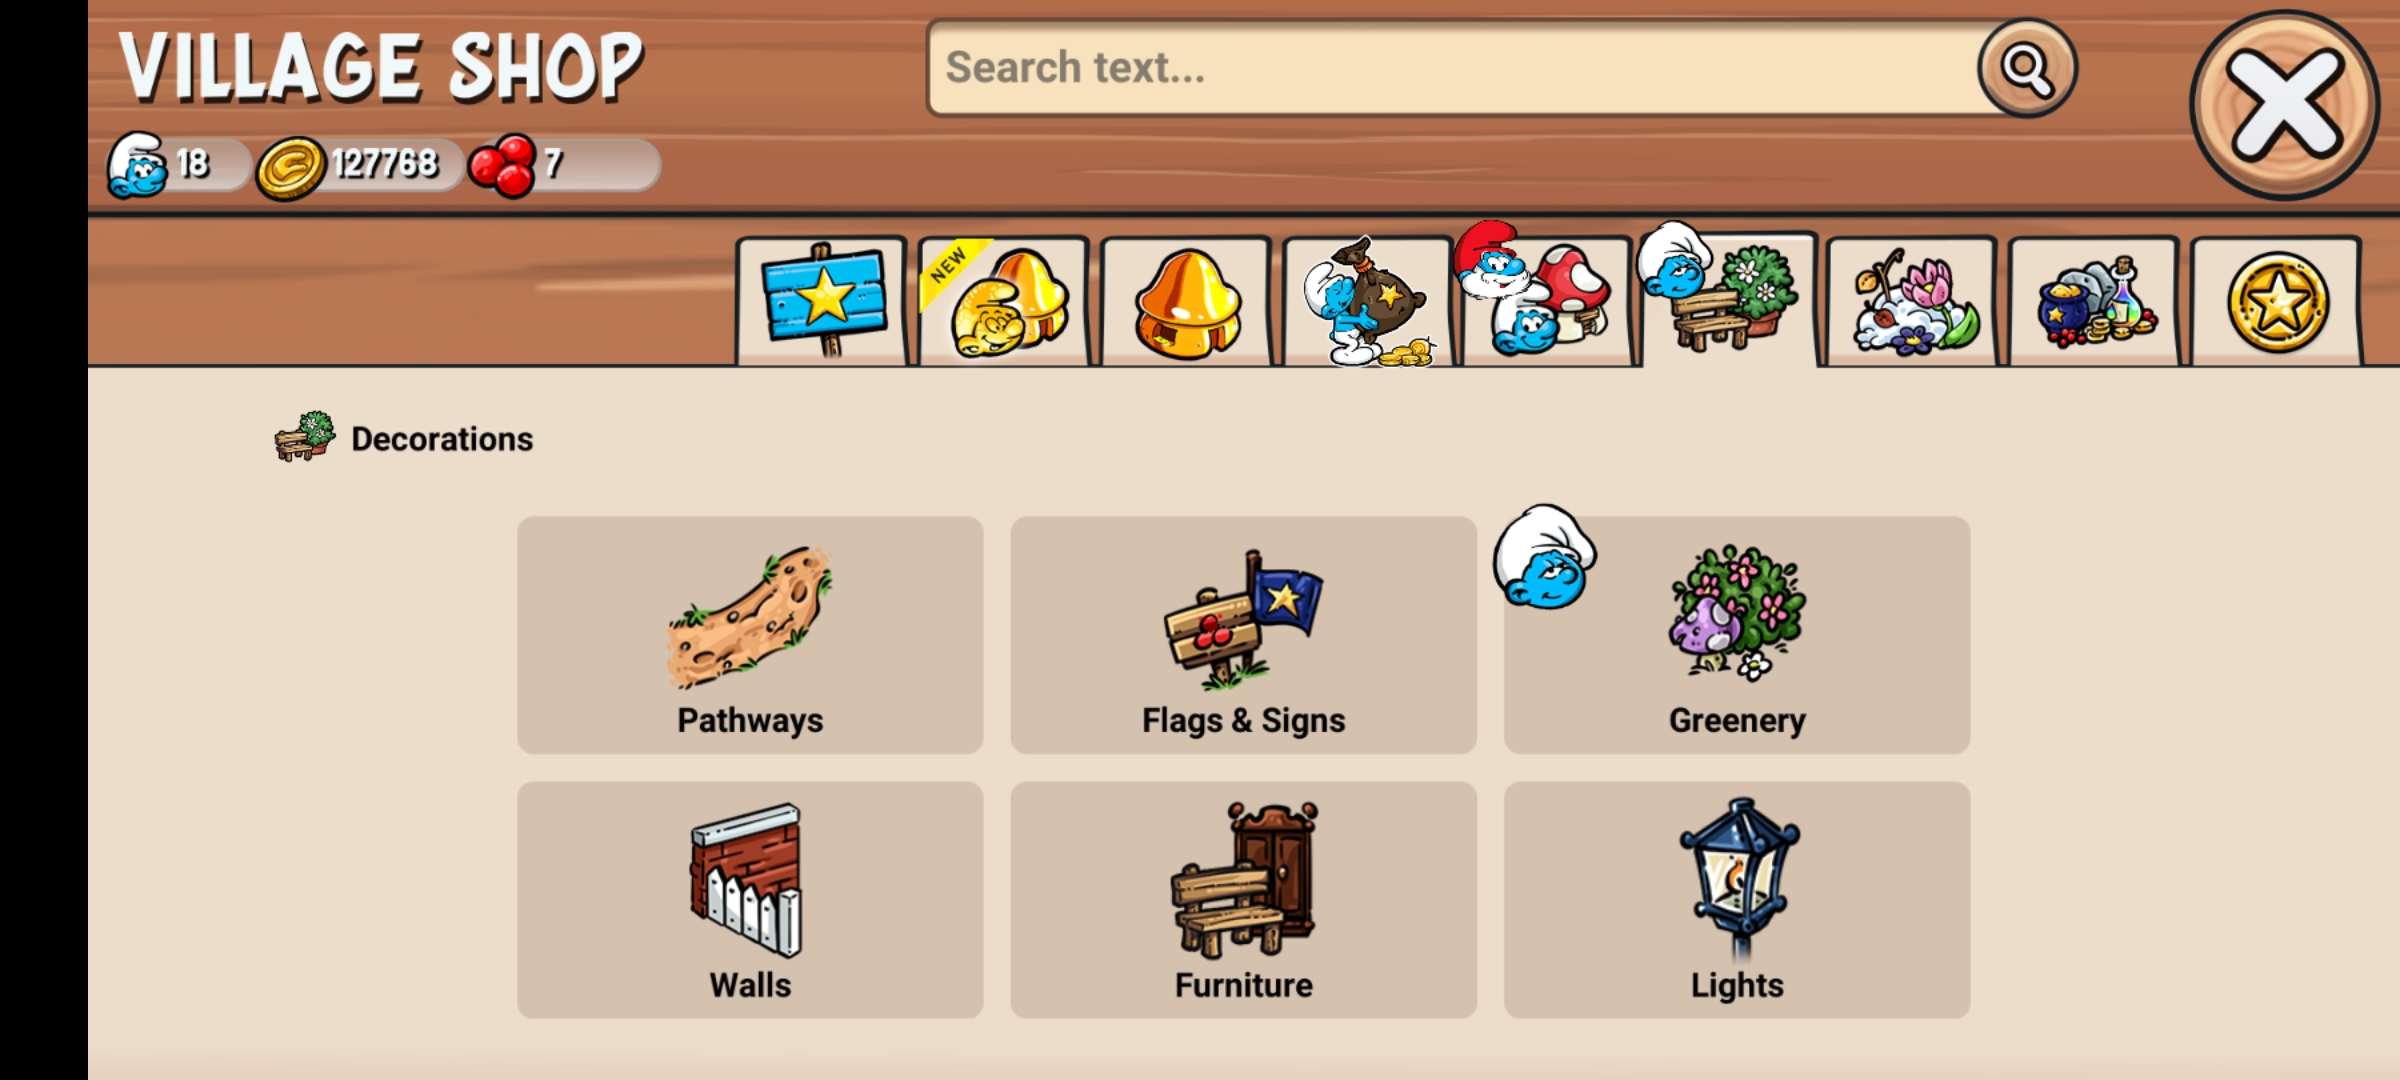 VILLAGE SHOP
Search text...
18
127768
7
NEW
Decorations
Pathways
Flags & Signs
Greenery
Walls
Furniture
Lights